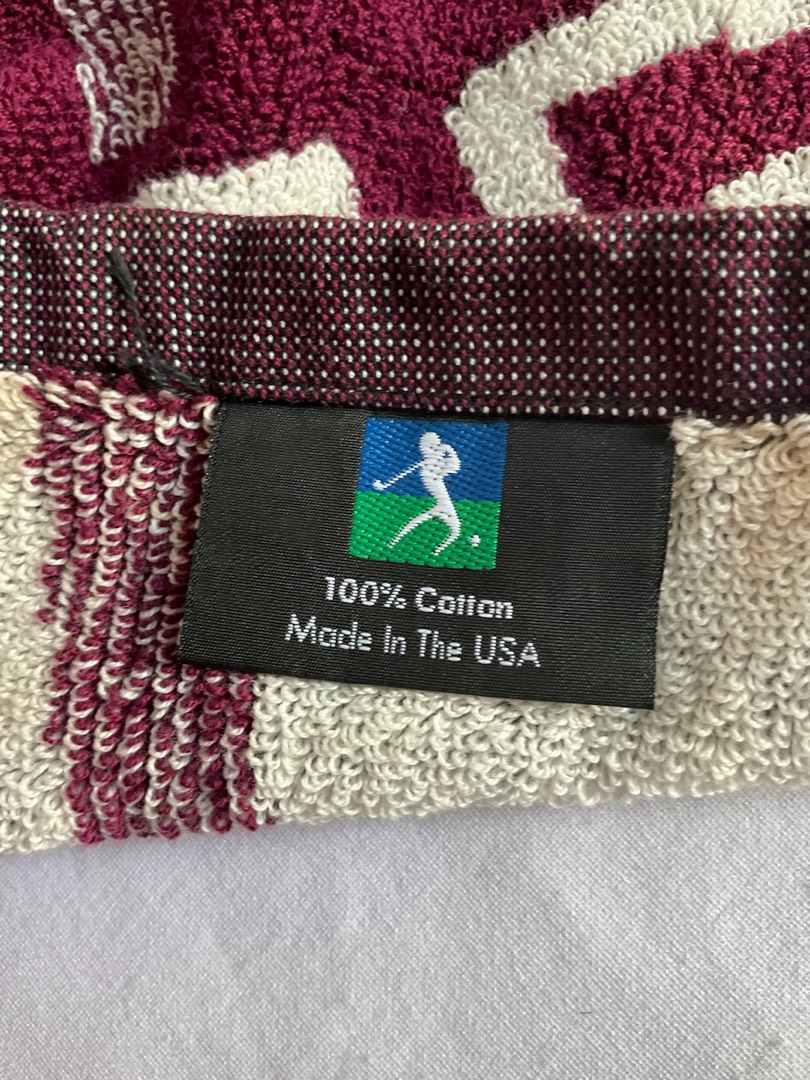 100% Cotton
Made In The USA